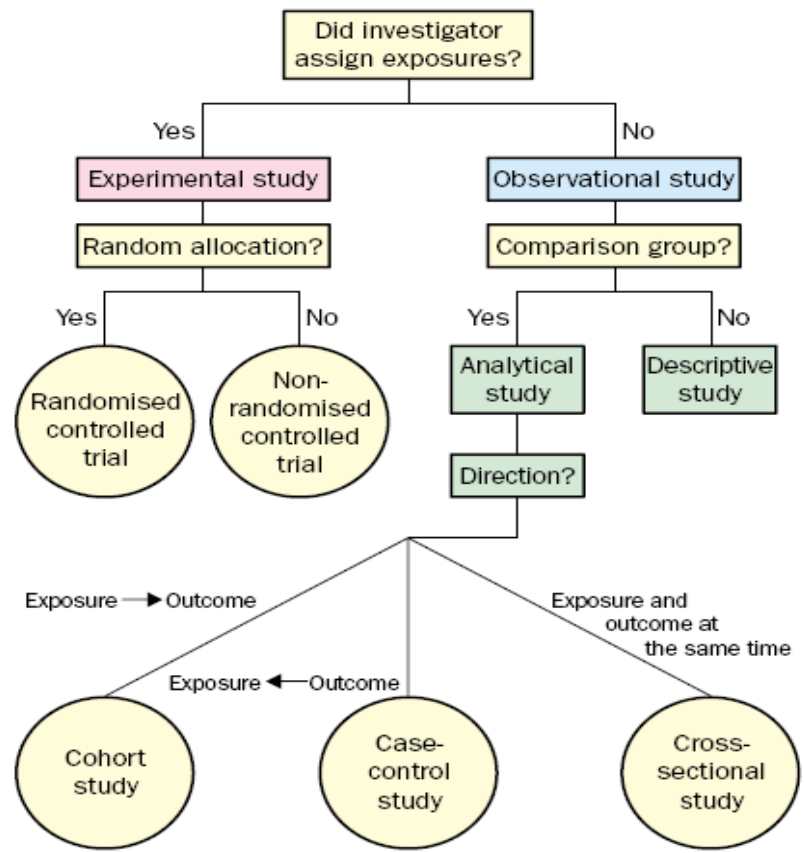 Did investigator
assign exposures?
Yes
No
Experimental study
Observational study
Random allocation?
Comparison group?
Yes
No
Yes
No
Randomised
controlled
trial
Non-
randomised
controlled
trial
Analytical
study
Descriptive
study
Direction?
Exposure → Outcome
Exposure and
outcome at
the same time
Exposure ← Outcome
Cohort
study
Case-
control
study
Cross-
sectional
study